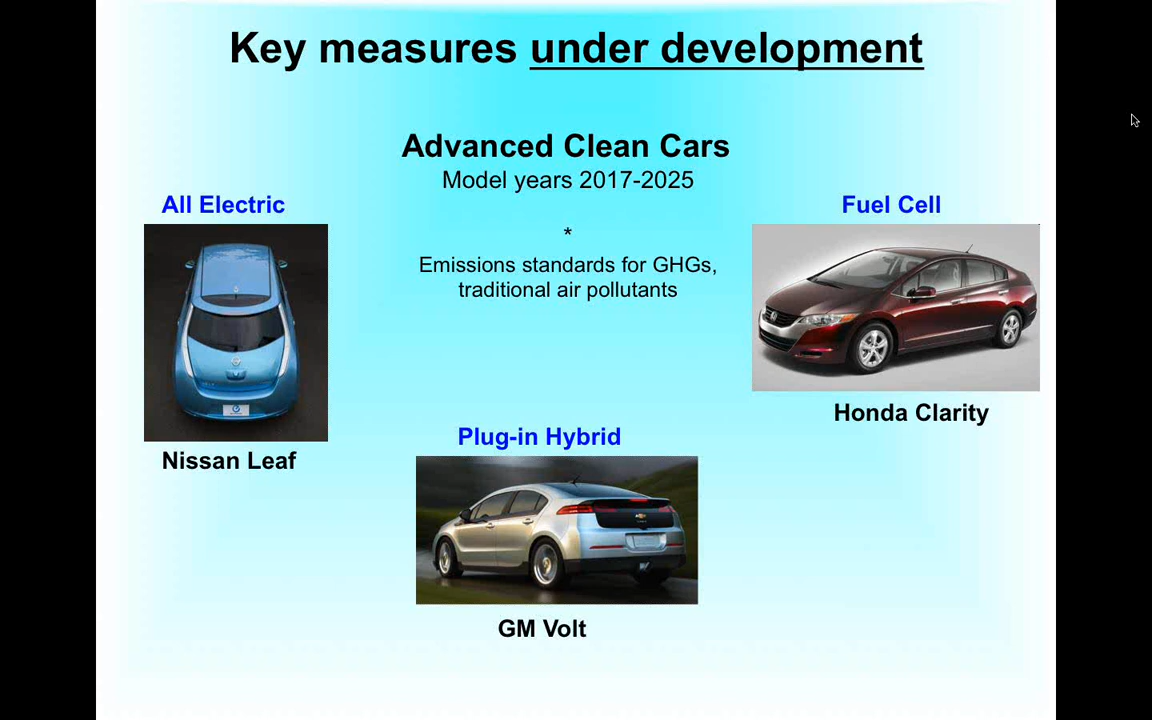 Key measures under development
Advanced Clean Cars
Model years 2017-2025
All Electric
Fuel Cell
*
Emissions standards for GHGs,
traditional air pollutants
Honda Clarity
Plug-in Hybrid
Nissan Leaf
GM Volt